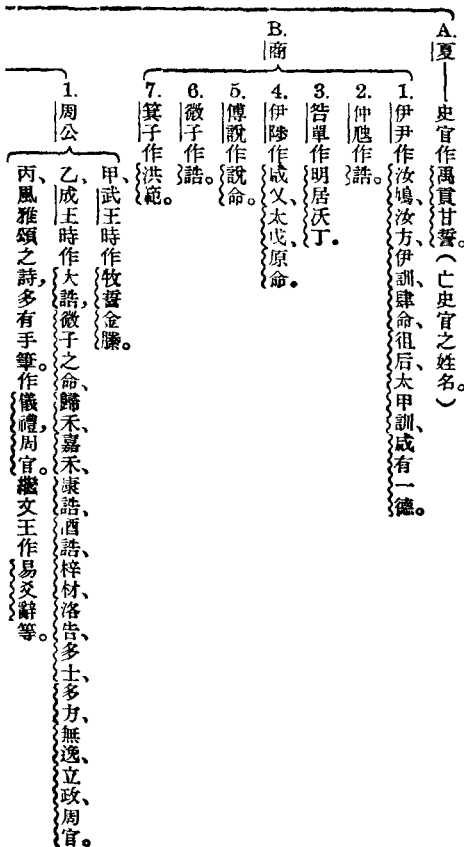 A.夏——史官作禹貢甘誓。(亡史官之姓名。)
B.商
1.伊尹作汝鳩、汝方、伊訓、肆命、徂后、太甲訓、咸有一德。
2.仲虺作誥。
3.咎單作明居沃丁。
4.伊陟作咸乂、太戊、原命。
5.傅說作說命。
6.微子作誥。
7.箕子作洪範。
1.周公
甲、武王時作牧誓金縢。
乙、成王時作大誥、微子之命、歸禾、嘉禾、康誥、酒誥、梓材、洛告、多士、多方、無逸、立政、周官。
丙、風雅頌之詩,多有手筆。作儀禮,周官。繼文王作易爻辭等。